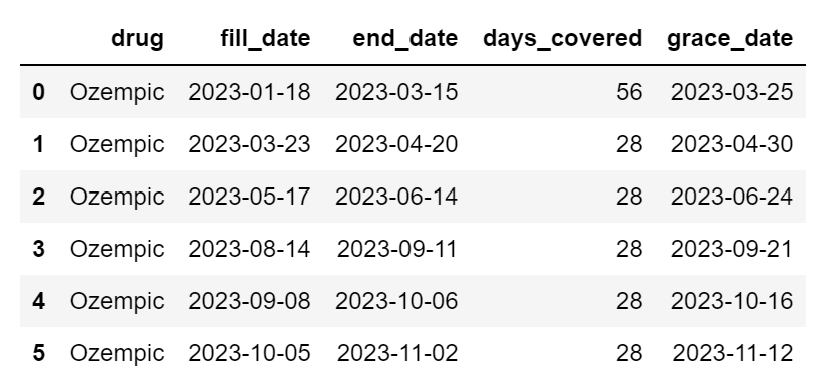 drug fill_date end_date days_covered grace_date
0 Ozempic 2023-01-18 2023-03-15 56 2023-03-25
1 Ozempic 2023-03-23 2023-04-20 28 2023-04-30
2 Ozempic 2023-05-17 2023-06-14 28 2023-06-24
3 Ozempic 2023-08-14 2023-09-11 28 2023-09-21
4 Ozempic 2023-09-08 2023-10-06 28 2023-10-16
5 Ozempic 2023-10-05 2023-11-02 28 2023-11-12